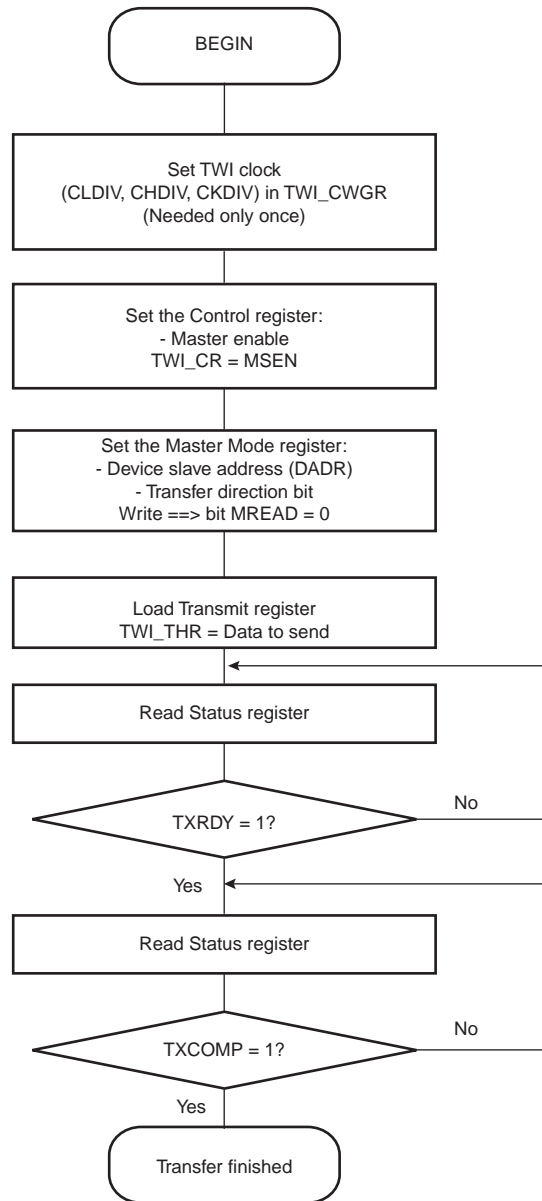 BEGIN
Set TWI clock
(CLDIV, CHDIV, CKDIV) in TWI_CWGR
(Needed only once)
Set the Control register:
- Master enable
TWI_CR = MSEN
Set the Master Mode register:
- Device slave address (DADR)
- Transfer direction bit
Write ==> bit MREAD = 0
Load Transmit register
TWI_THR = Data to send
Read Status register
TXRDY = 1?
No
Yes
Read Status register
TXCOMP = 1?
No
Yes
Transfer finished